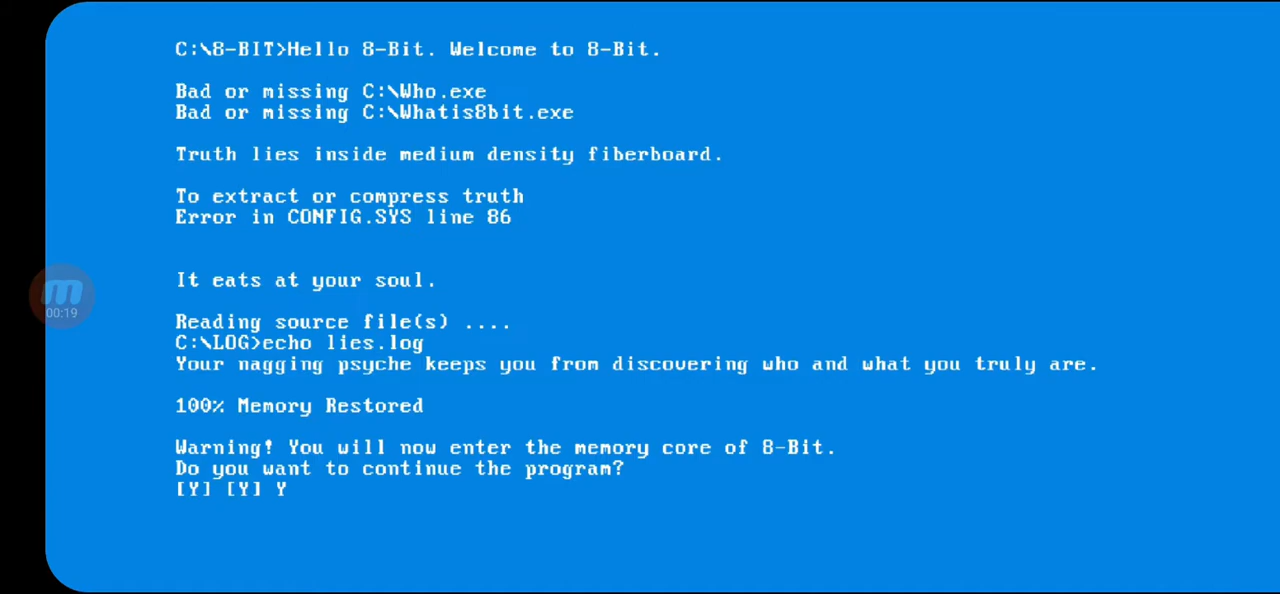 C:\8-BIT>Hello 8-Bit. Welcome to 8-Bit.
Bad or missing C:\Who.exe
Bad or missing C:\Whatis8bit.exe
Truth lies inside medium density fiberboard.
To extract or compress truth
Error in CONFIG.SYS line 86
It eats at your soul.
Reading source file(s) ....
C:\LOG>echo lies.log
Your nagging psyche keeps you from discovering who and what you truly are.
100% Memory Restored
Warning! You will now enter the memory core of 8-Bit.
Do you want to continue the program?
[Y] [Y] Y
m
00:19